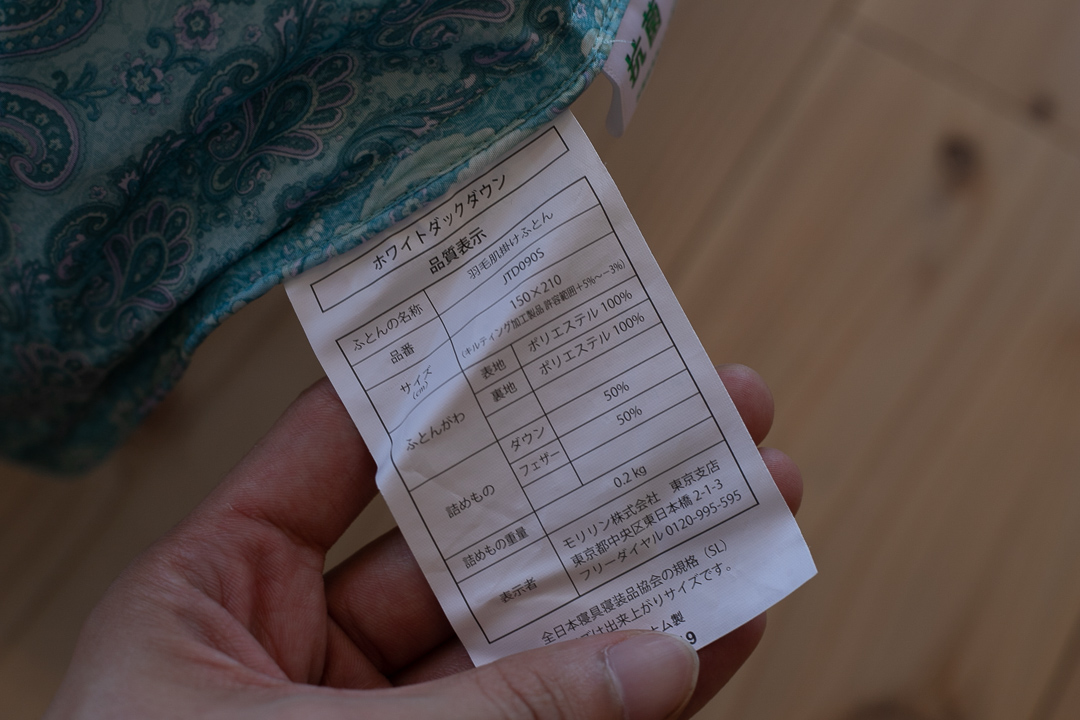 抗菌
ホワイトダックダウン
品質表示
ふとんの名称 羽毛肌掛けふとん
品番 JTD090S
サイズ (cm) 150×210
(キルティング加工製品 許容範囲+5%~−3%)
ふとんがわ 表地 ポリエステル 100%
裏地 ポリエステル 100%
詰めもの ダウン 50%
フェザー 50%
詰めもの重量 0.2 kg
表示者 モリリン株式会社 東京支店
東京都中央区東日本橋 2-1-3
フリーダイヤル 0120-995-595
全日本寝具寝装品協会の規格(SL)
は出来上がりサイズです。
ム製
9